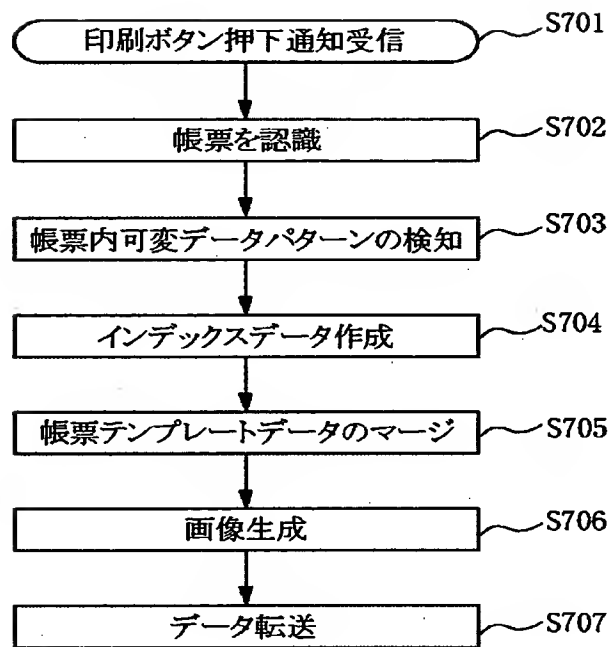 印刷ボタン押下通知受信
S701
帳票を認識
S702
帳票内可変データパターンの検知
S703
インデックスデータ作成
S704
帳票テンプレートデータのマージ
S705
画像生成
S706
データ転送
S707